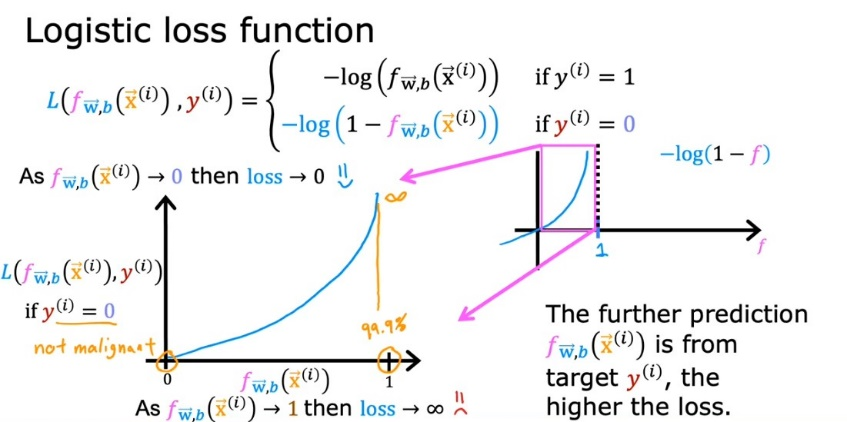 Logistic loss function
L(f_w⃗,b(x⃗^(i)), y^(i)) = { −log(f_w⃗,b(x⃗^(i))) if y^(i) = 1
−log(1 − f_w⃗,b(x⃗^(i))) if y^(i) = 0
As f_w⃗,b(x⃗^(i)) → 0 then loss → 0
−log(1 − f)
∞
1
f
L(f_w⃗,b(x⃗^(i)), y^(i))
if y^(i) = 0
not malignant
99.9%
0
f_w⃗,b(x⃗^(i))
1
As f_w⃗,b(x⃗^(i)) → 1 then loss → ∞
The further prediction
f_w⃗,b(x⃗^(i)) is from
target y^(i), the
higher the loss.